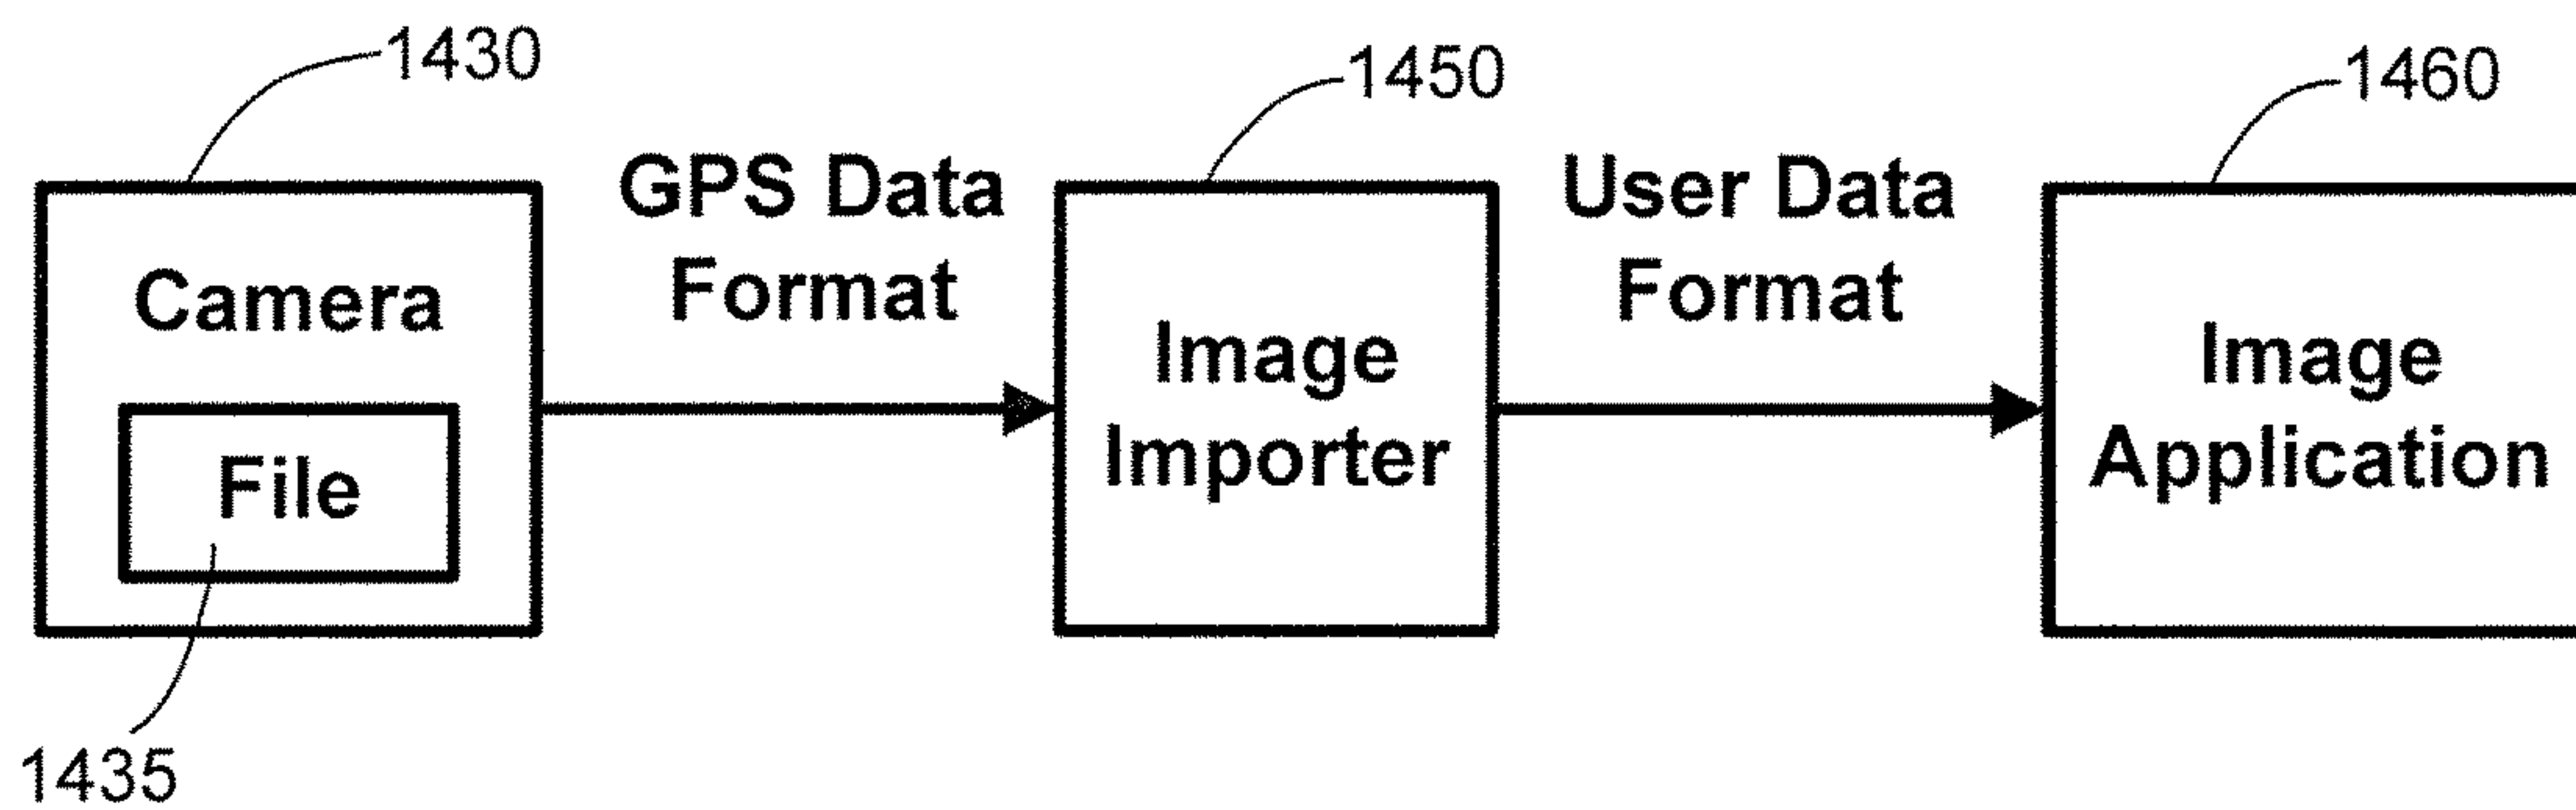 1430
1450
1460
GPS Data
Format
User Data
Format
Camera
File
Image
Importer
Image
Application
1435